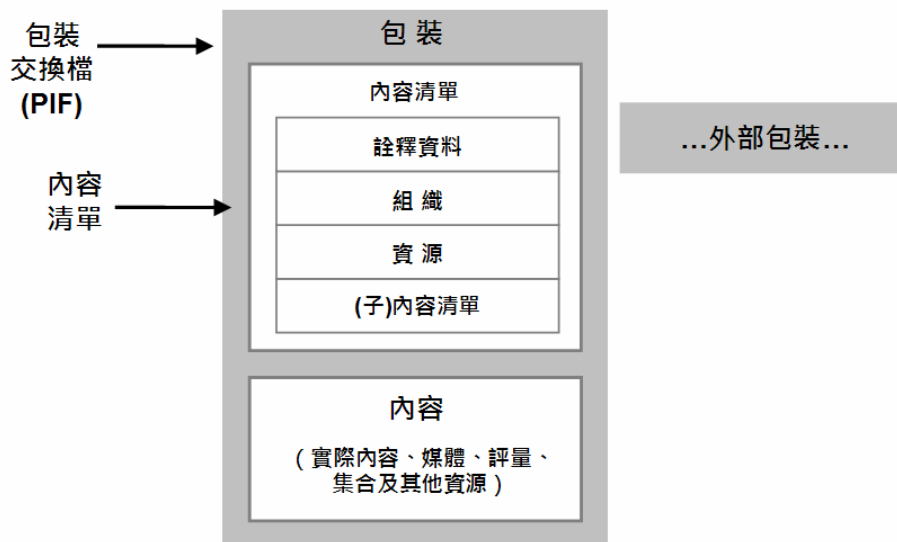 包裝
交換檔
(PIF)
內容
清單
包 裝
內容清單
詮釋資料
組 織
資 源
(子)內容清單
內容
（實際內容、媒體、評量、
集合及其他資源）
...外部包裝...